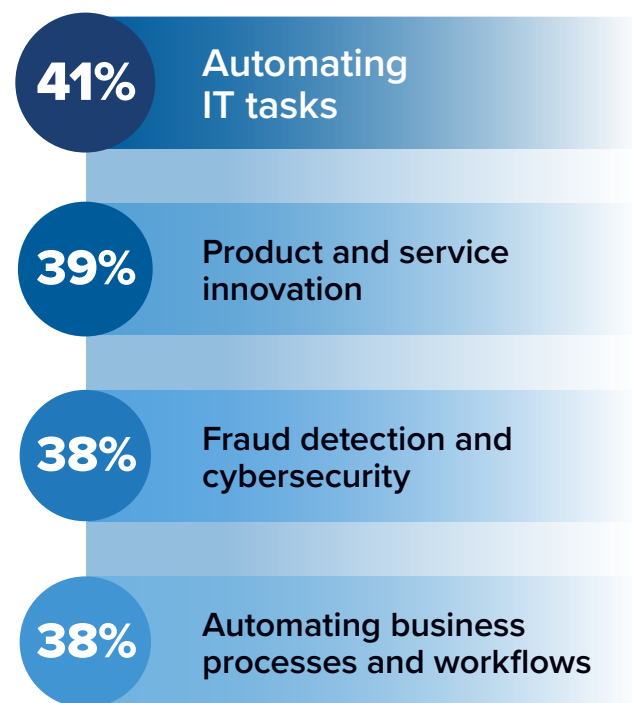 41%
Automating
IT tasks
39%
Product and service
innovation
38%
Fraud detection and
cybersecurity
38%
Automating business
processes and workflows